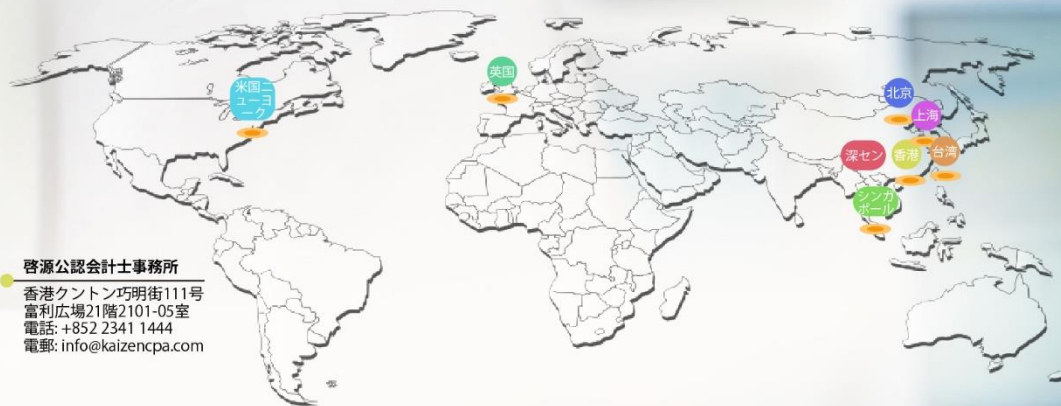 米国ニ
ューヨ
ーク
英国
北京
上海
深セン
香港
台湾
シンガ
ポール
啓源公認会計士事務所
香港クントン巧明街111号
富利広場21階2101-05室
電話: +852 2341 1444
電郵: info@kaizencpa.com